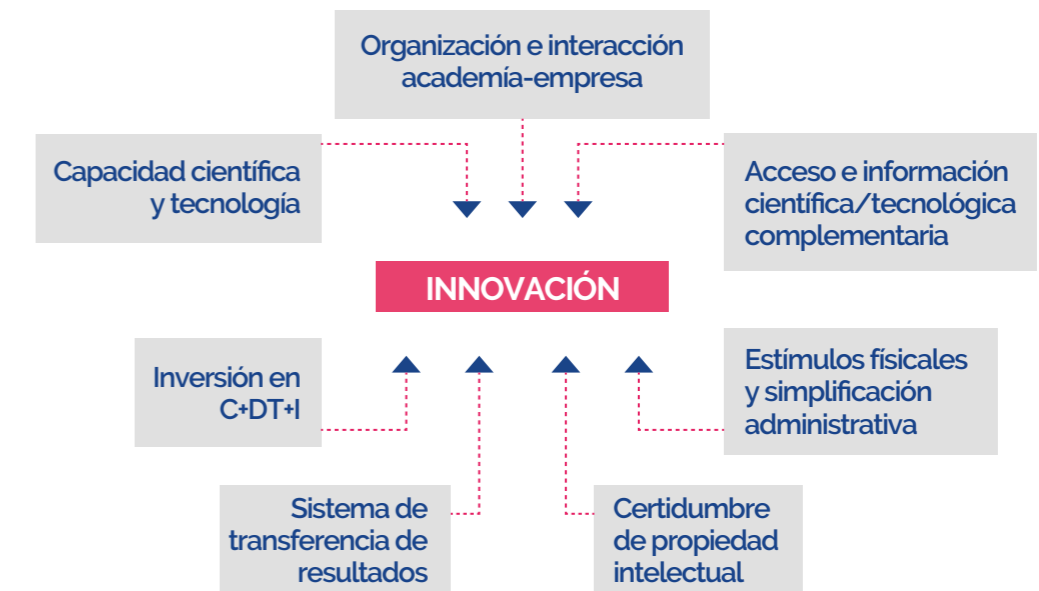 Organización e interacción
academía-empresa
Capacidad científica
y tecnología
Acceso e información
científica/tecnológica
complementaria
INNOVACIÓN
Inversión en
C+DT+I
Estímulos físicales
y simplificación
administrativa
Sistema de
transferencia de
resultados
Certidumbre
de propiedad
intelectual